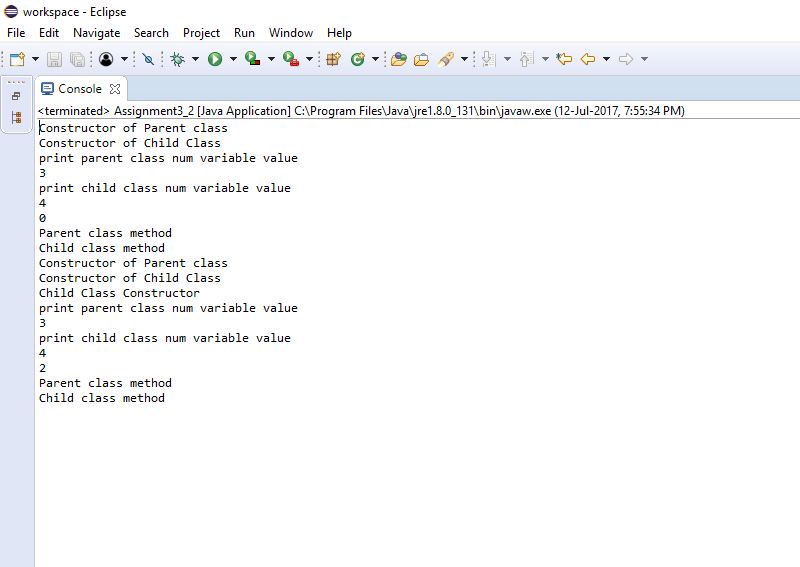 workspace - Eclipse
File Edit Navigate Search Project Run Window Help
Console
<terminated> Assignment3_2 [Java Application] C:\Program Files\Java\jre1.8.0_131\bin\javaw.exe (12-Jul-2017, 7:55:34 PM)
Constructor of Parent class
Constructor of Child Class
print parent class num variable value
3
print child class num variable value
4
0
Parent class method
Child class method
Constructor of Parent class
Constructor of Child Class
Child Class Constructor
print parent class num variable value
3
print child class num variable value
4
2
Parent class method
Child class method